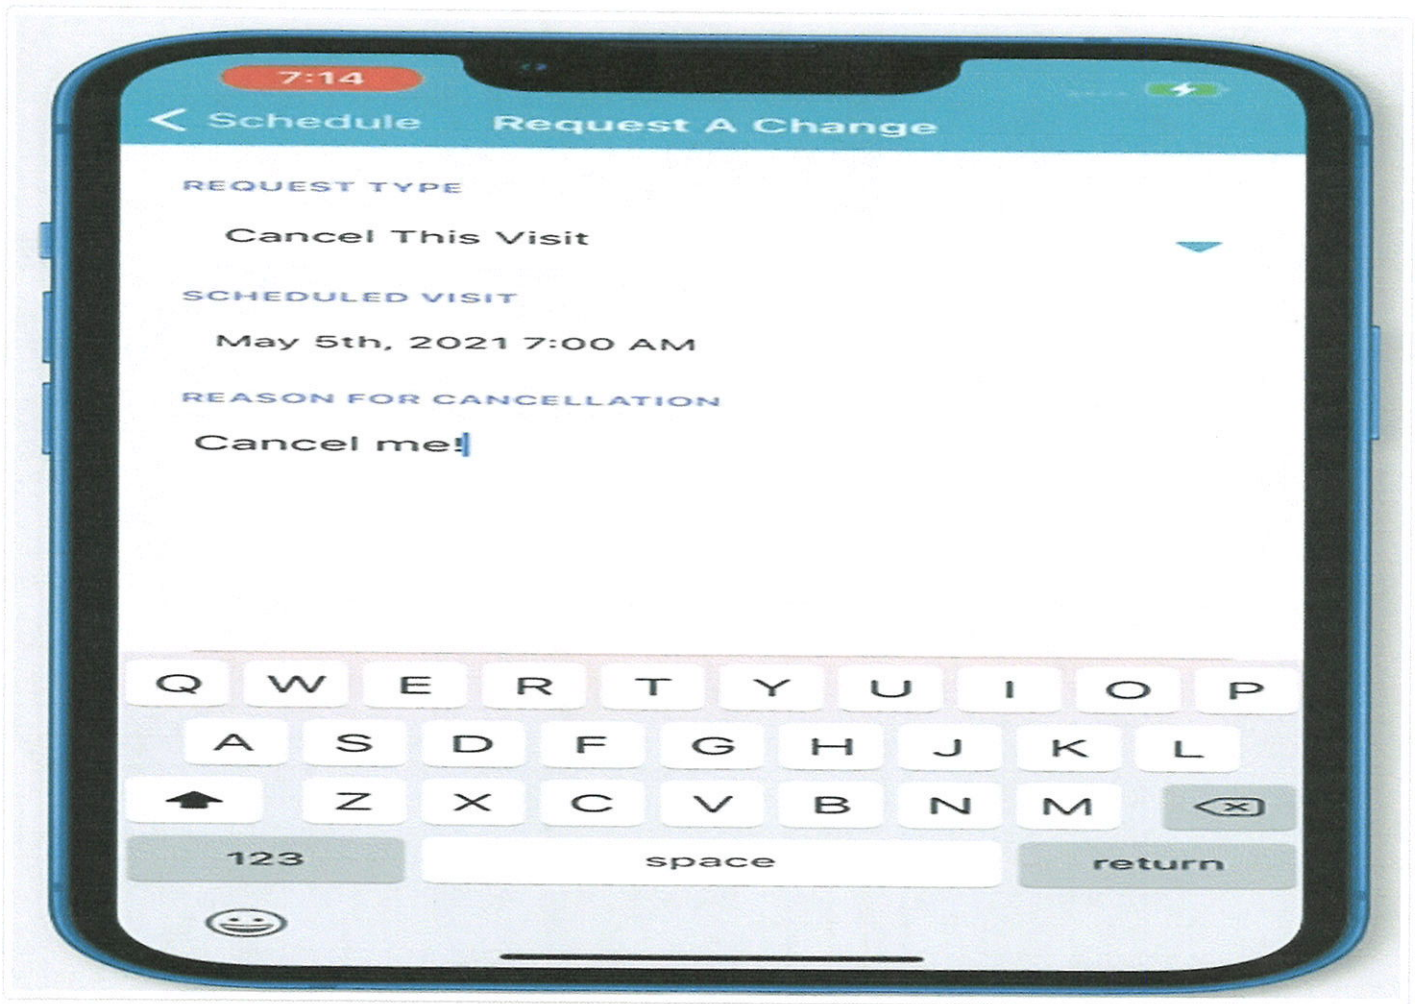 7:14
Schedule Request A Change
REQUEST TYPE
Cancel This Visit
SCHEDULED VISIT
May 5th, 2021 7:00 AM
REASON FOR CANCELLATION
Cancel me!
Q W E R T Y U I O P
A S D F G H J K L
Z X C V B N M
123 space return